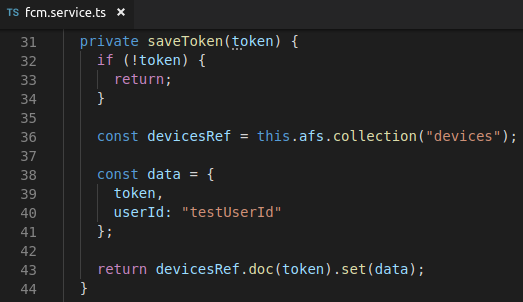 TS fcm.service.ts ×
31 private saveToken(token) {
32 if (!token) {
33 return;
34 }
35
36 const devicesRef = this.afs.collection("devices");
37
38 const data = {
39 token,
40 userId: "testUserId"
41 };
42
43 return devicesRef.doc(token).set(data);
44 }